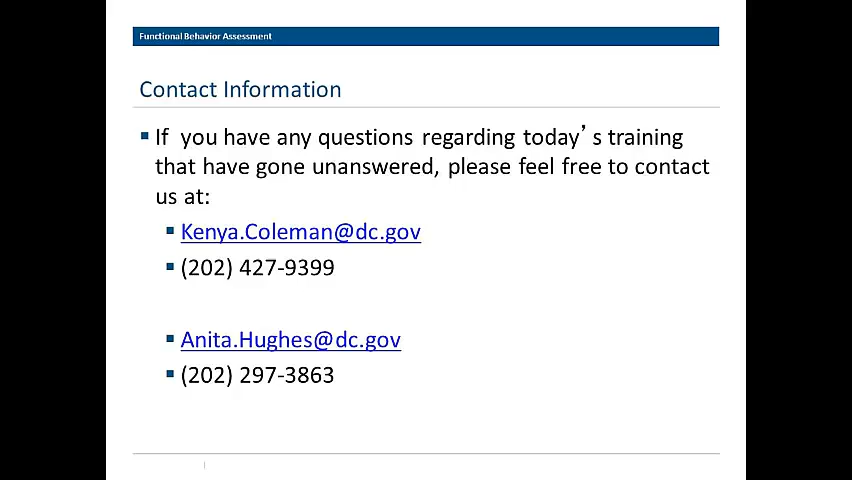 Functional Behavior Assessment
Contact Information
If you have any questions regarding today’s training
that have gone unanswered, please feel free to contact
us at:
Kenya.Coleman@dc.gov
(202) 427-9399
Anita.Hughes@dc.gov
(202) 297-3863